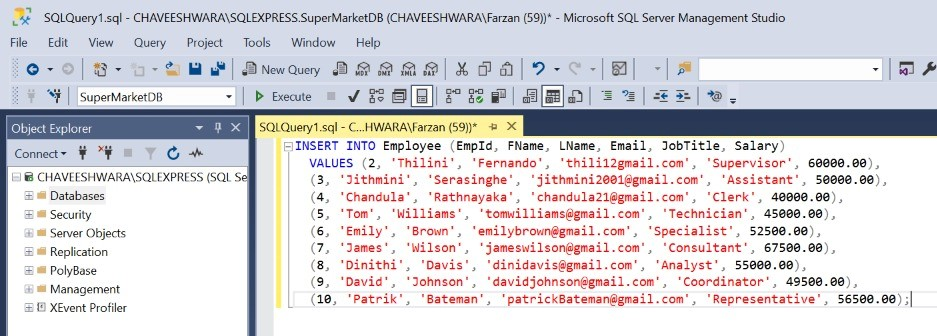 SQLQuery1.sql - CHAVEESHWARA\SQLEXPRESS.SuperMarketDB (CHAVEESHWARA\Farzan (59))* - Microsoft SQL Server Management Studio
File Edit View Query Project Tools Window Help
New Query MDX DMX XMLA DAX
SuperMarketDB Execute
Object Explorer
SQLQuery1.sql - C...HWARA\Farzan (59))*
Connect
CHAVEESHWARA\SQLEXPRESS (SQL Se
Databases
Security
Server Objects
Replication
PolyBase
Management
XEvent Profiler
INSERT INTO Employee (EmpId, FName, LName, Email, JobTitle, Salary)
VALUES (2, 'Thilini', 'Fernando', 'thili12gmail.com', 'Supervisor', 60000.00),
(3, 'Jithmini', 'Serasinghe', 'jithmini2001@gmail.com', 'Assistant', 50000.00),
(4, 'Chandula', 'Rathnayaka', 'chandula21@gmail.com', 'Clerk', 40000.00),
(5, 'Tom', 'Williams', 'tomwilliams@gmail.com', 'Technician', 45000.00),
(6, 'Emily', 'Brown', 'emilybrown@gmail.com', 'Specialist', 52500.00),
(7, 'James', 'Wilson', 'jameswilson@gmail.com', 'Consultant', 67500.00),
(8, 'Dinithi', 'Davis', 'dinidavis@gmail.com', 'Analyst', 55000.00),
(9, 'David', 'Johnson', 'davidjohnson@gmail.com', 'Coordinator', 49500.00),
(10, 'Patrik', 'Bateman', 'patrickBateman@gmail.com', 'Representative', 56500.00);